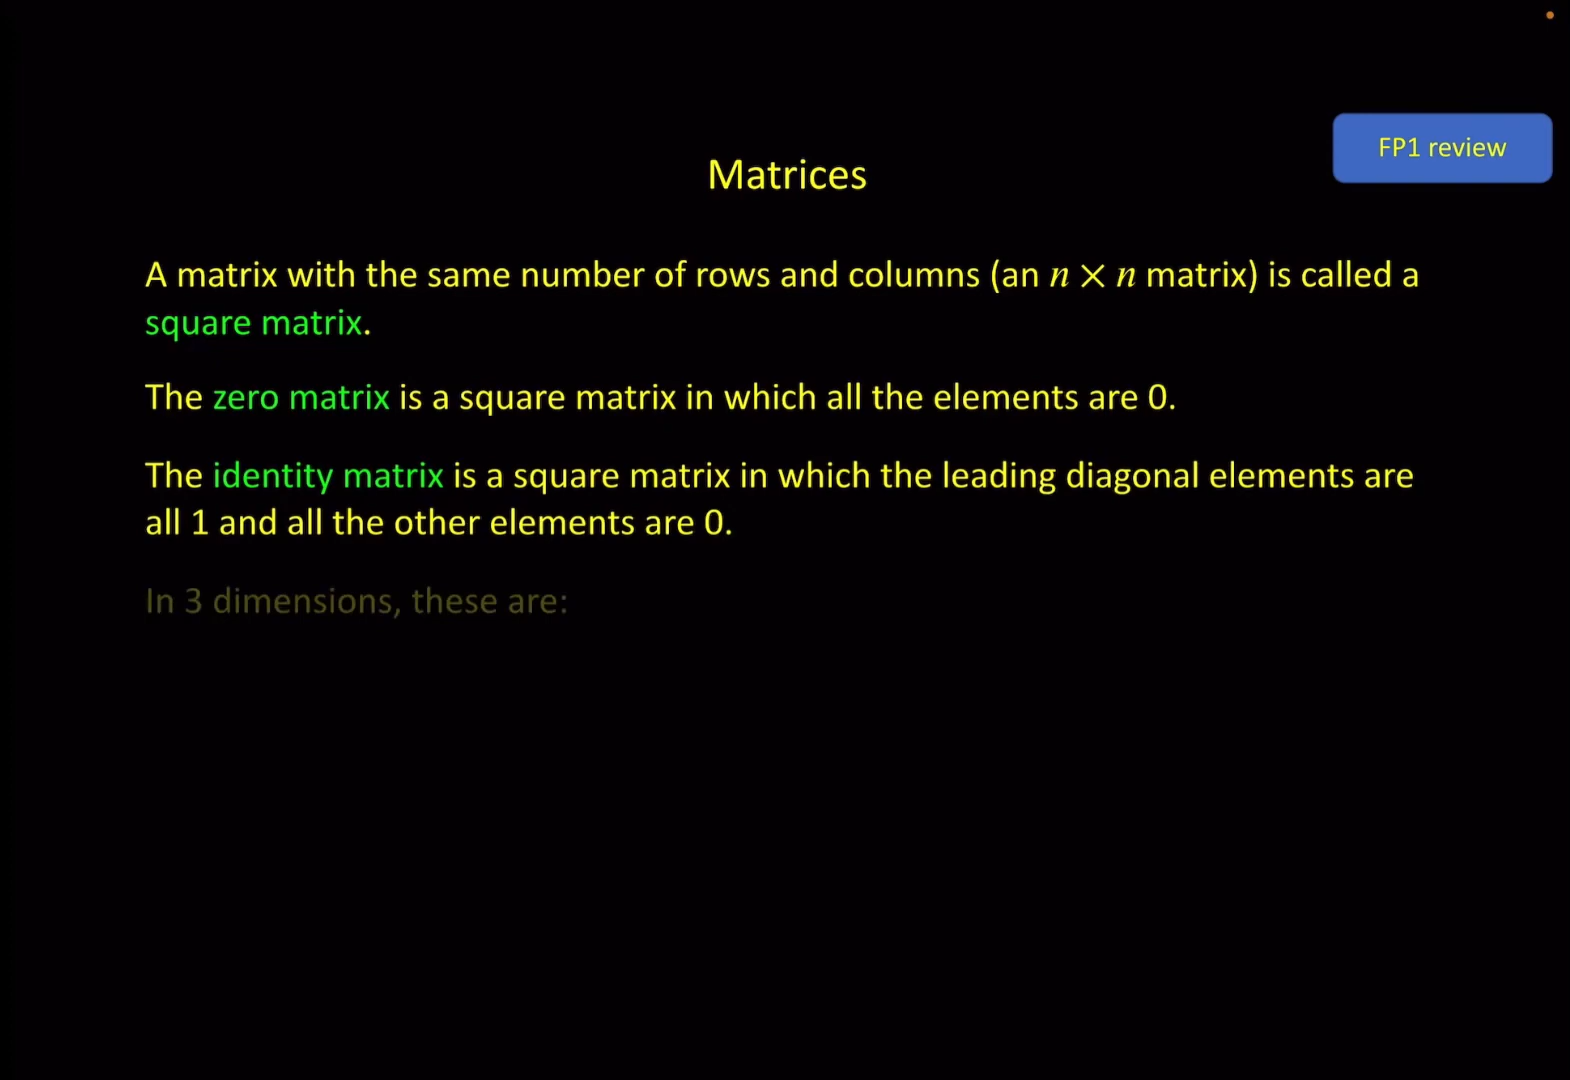 FP1 review
Matrices
A matrix with the same number of rows and columns (an n × n matrix) is called a
square matrix.
The zero matrix is a square matrix in which all the elements are 0.
The identity matrix is a square matrix in which the leading diagonal elements are
all 1 and all the other elements are 0.
In 3 dimensions, these are: